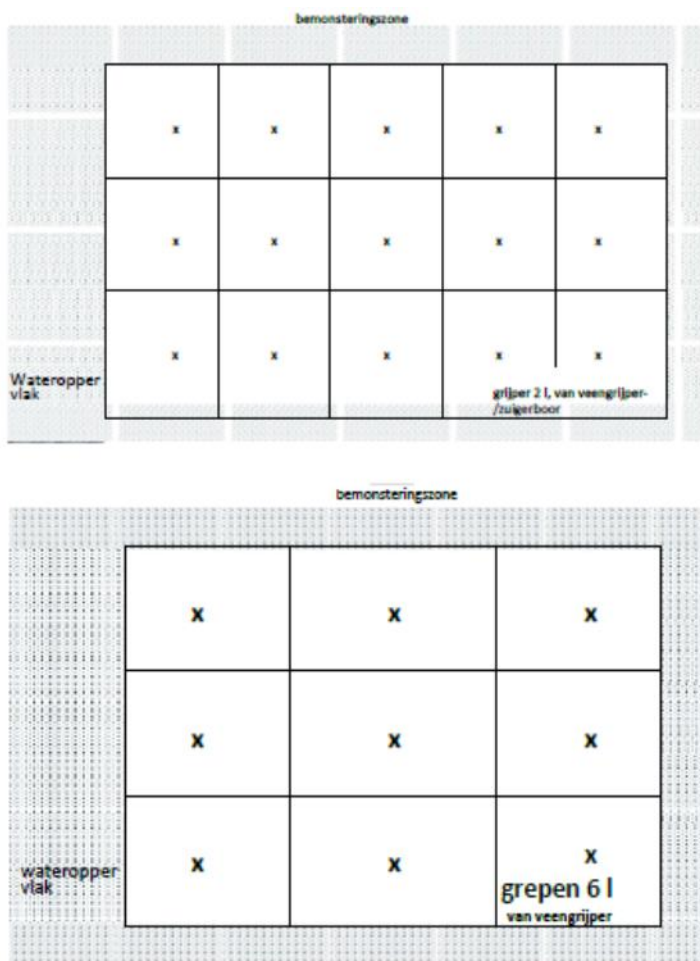 bemonsteringszone
x x x x x
x x x x x
x x x x x
Wateropper
vlak
grijper 2 l, van veengrijper-
/zuigerboor
bemonsteringszone
x x x
x x x
x x x
wateropper
vlak
grepen 6 l
van veengrijper